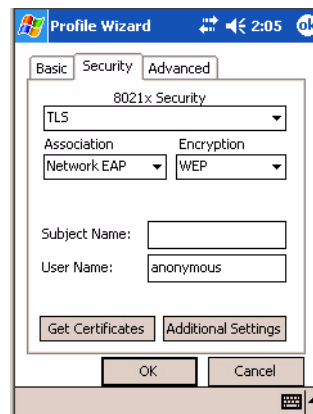 Profile Wizard 2:05 ok
Basic Security Advanced
8021x Security
TLS
Association Encryption
Network EAP WEP
Subject Name:
User Name: anonymous
Get Certificates Additional Settings
OK Cancel